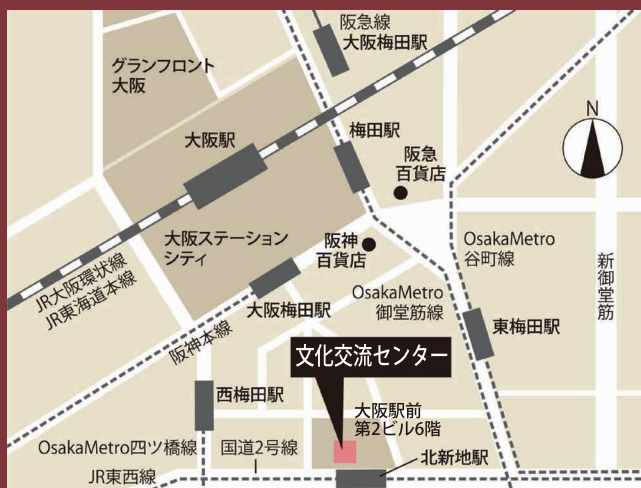 阪急線
大阪梅田駅
グランフロント
大阪
N
大阪駅
梅田駅
阪急
百貨店
大阪ステーション
シティ
阪神
百貨店
OsakaMetro
谷町線
新御堂筋
JR大阪環状線
JR東海道本線
大阪梅田駅
OsakaMetro
御堂筋線
東梅田駅
阪神本線
文化交流センター
西梅田駅
大阪駅前
第2ビル6階
OsakaMetro四ツ橋線
国道2号線
北新地駅
JR東西線